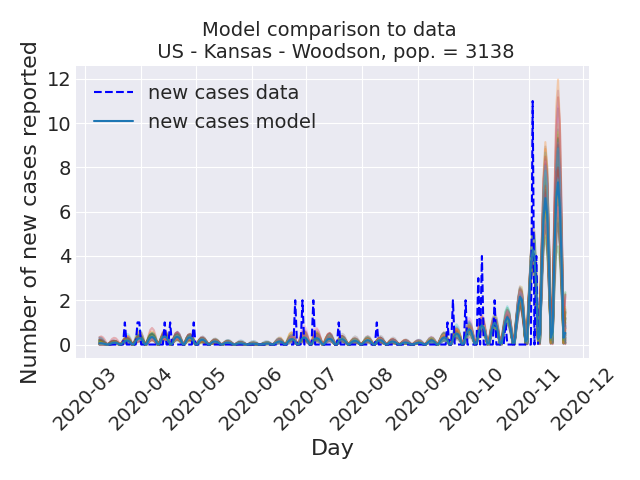 Model comparison to data
US - Kansas - Woodson, pop. = 3138
Number of new cases reported
12
10
8
6
4
2
0
new cases data
new cases model
2020-03
2020-04
2020-05
2020-06
2020-07
2020-08
2020-09
2020-10
2020-11
2020-12
Day